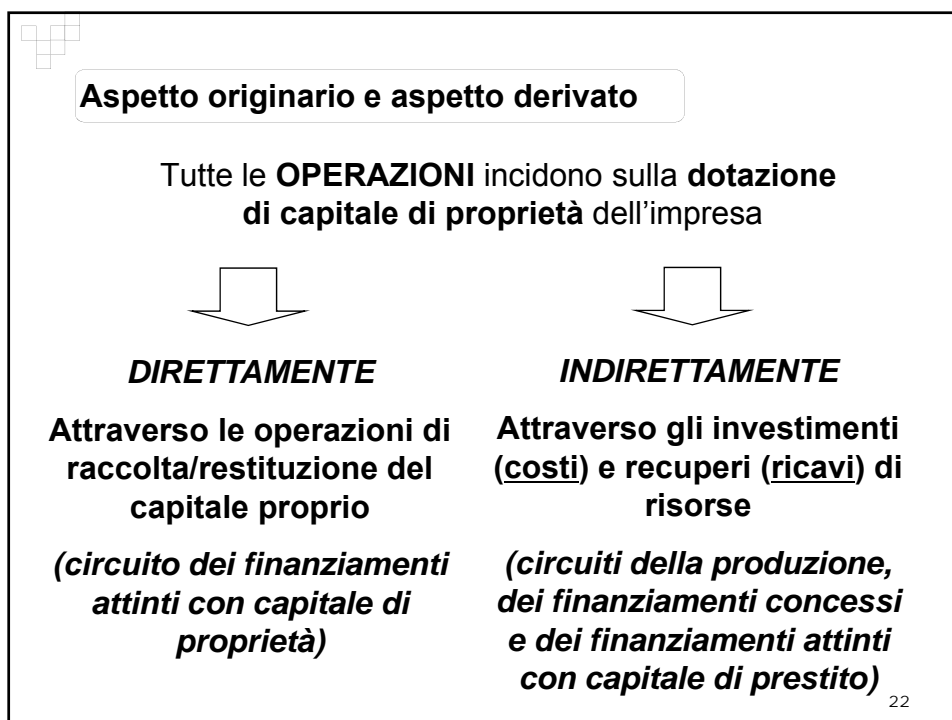 Aspetto originario e aspetto derivato
Tutte le OPERAZIONI incidono sulla dotazione
di capitale di proprietà dell'impresa
DIRETTAMENTE
Attraverso le operazioni di
raccolta/restituzione del
capitale proprio
(circuito dei finanziamenti
attinti con capitale di
proprietà)
INDIRETTAMENTE
Attraverso gli investimenti
(costi) e recuperi (ricavi) di
risorse
(circuiti della produzione,
dei finanziamenti concessi
e dei finanziamenti attinti
con capitale di prestito)
22